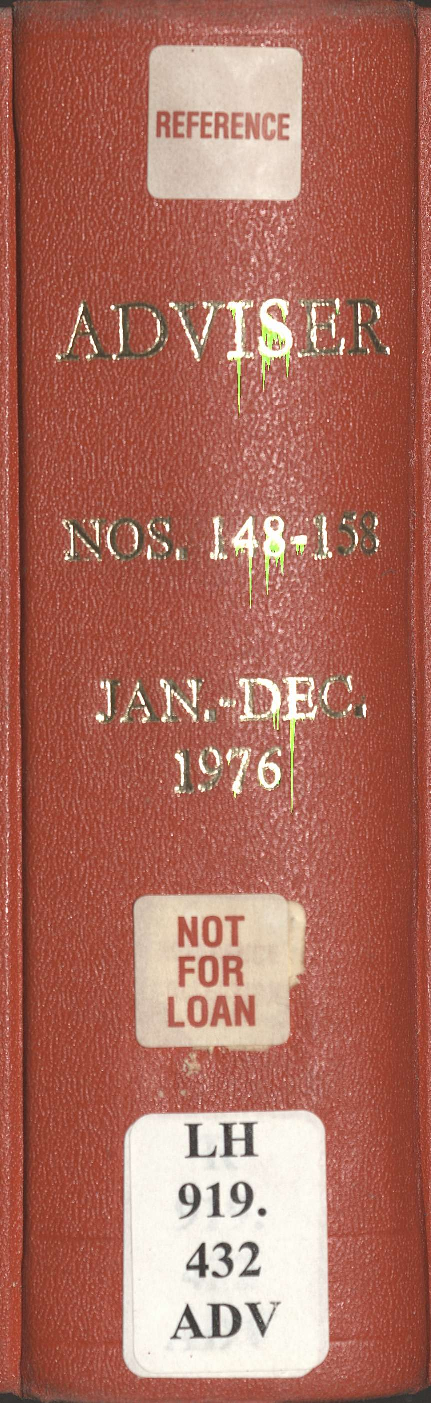 REFERENCE
ADVISER
NOS. 148-158
JAN.-DEC.
1976
NOT
FOR
LOAN
LH
919.
432
ADV